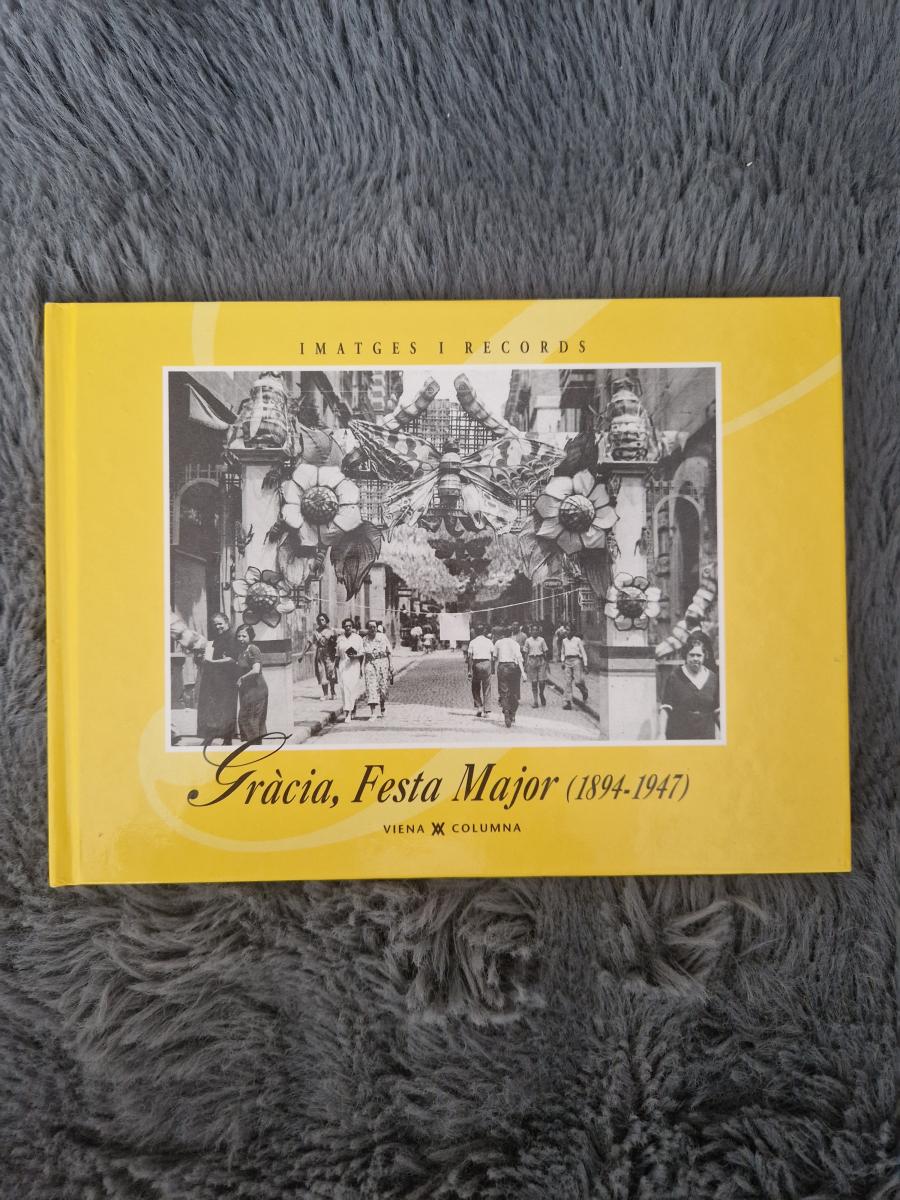 IMATGES I RECORDS
Gràcia, Festa Major (1894-1947)
VIENA COLUMNA